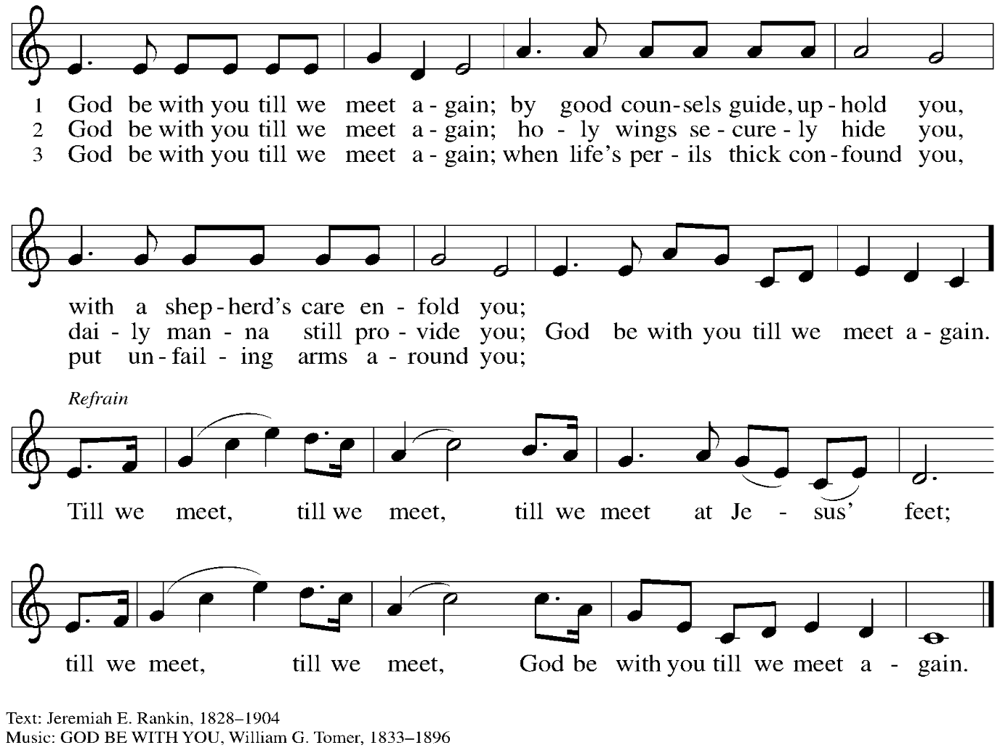 1 God be with you till we meet a - gain; by good coun - sels guide, up - hold you,
2 God be with you till we meet a - gain; ho - ly wings se - cure - ly hide you,
3 God be with you till we meet a - gain; when life's per - ils thick con - found you,
with a shep - herd's care en - fold you;
dai - ly man - na still pro - vide you; God be with you till we meet a - gain.
put un - fail - ing arms a - round you;
Refrain
Till we meet, till we meet, till we meet at Je - sus' feet;
till we meet, till we meet, God be with you till we meet a - gain.
Text: Jeremiah E. Rankin, 1828–1904
Music: GOD BE WITH YOU, William G. Tomer, 1833–1896